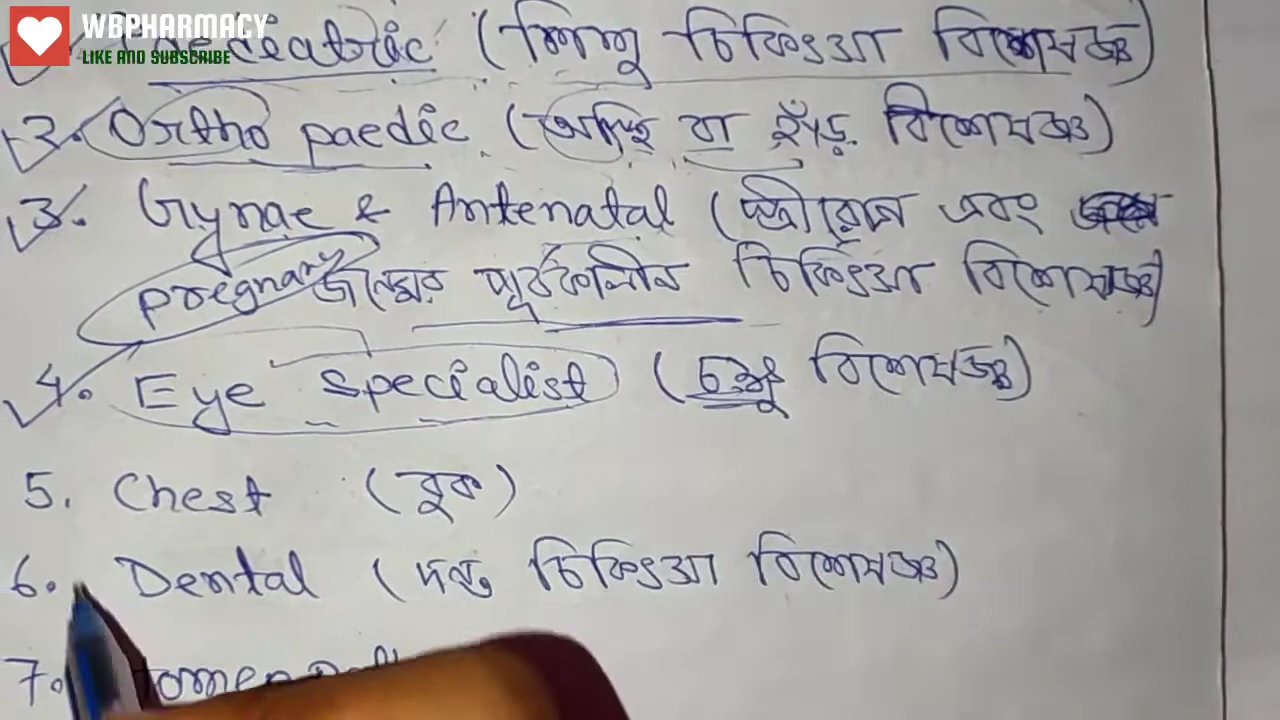 WBPHARMACY
LIKE AND SUBSCRIBE
Paediatric (শিশু চিকিৎসা বিশেষজ্ঞ)
2. Ortho paedic (অস্থি বা হাঁড় বিশেষজ্ঞ)
3. Gynae & Antenatal (স্ত্রীরোগ এবং
pregnancy জন্মের পূর্বকালীন চিকিৎসা বিশেষজ্ঞ)
4. Eye specialist (চক্ষু বিশেষজ্ঞ)
5. Chest (বুক)
6. Dental (দন্ত চিকিৎসা বিশেষজ্ঞ)
7.